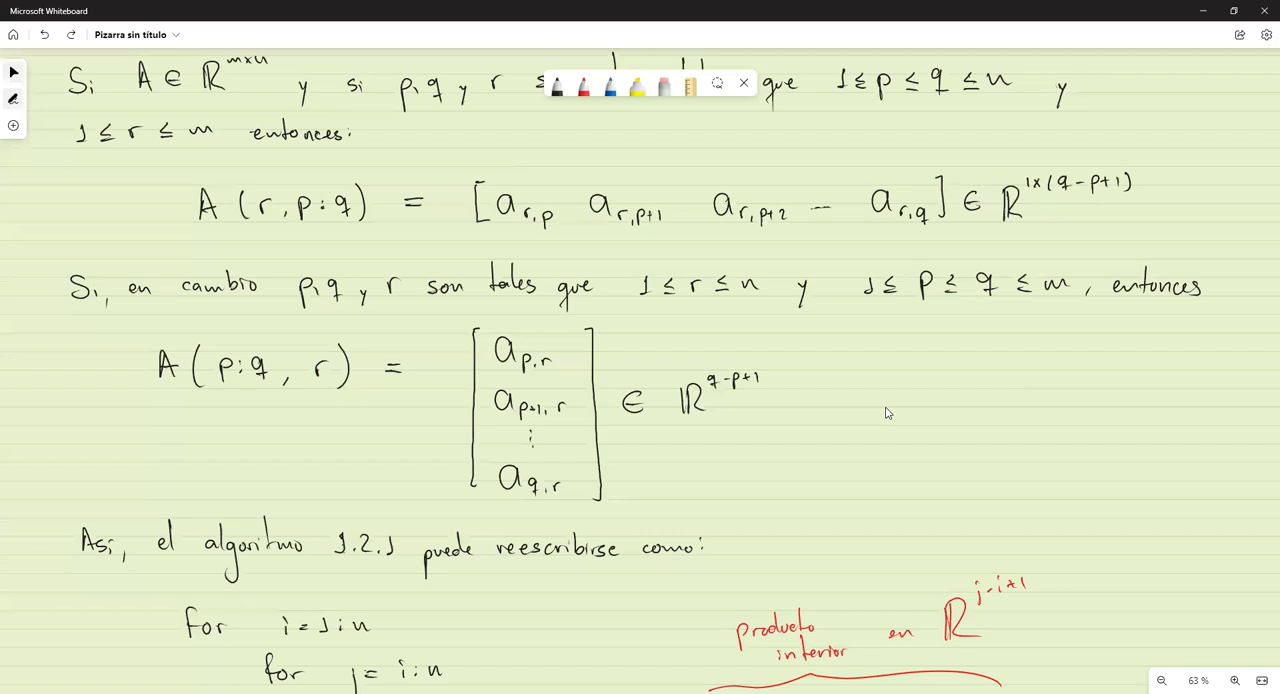 Microsoft Whiteboard
Pizarra sin título
Si A ∈ ℝ^{m×n} y si p, q y r que 1 ≤ p ≤ q ≤ n y
1 ≤ r ≤ m entonces:
A (r, p:q) = [a_{r,p} a_{r,p+1} a_{r,p+2} ... a_{r,q}] ∈ ℝ^{1×(q-p+1)}
Si, en cambio p, q y r son tales que 1 ≤ r ≤ n y 1 ≤ p ≤ q ≤ m, entonces
A (p:q, r) = [a_{p,r}
a_{p+1,r}
⋮
a_{q,r}] ∈ ℝ^{q-p+1}
Así, el algoritmo 1.2.1 puede reescribirse como:
for i = 1:n
producto interior en ℝ^{j-i+1}
for j = i:n
63 %